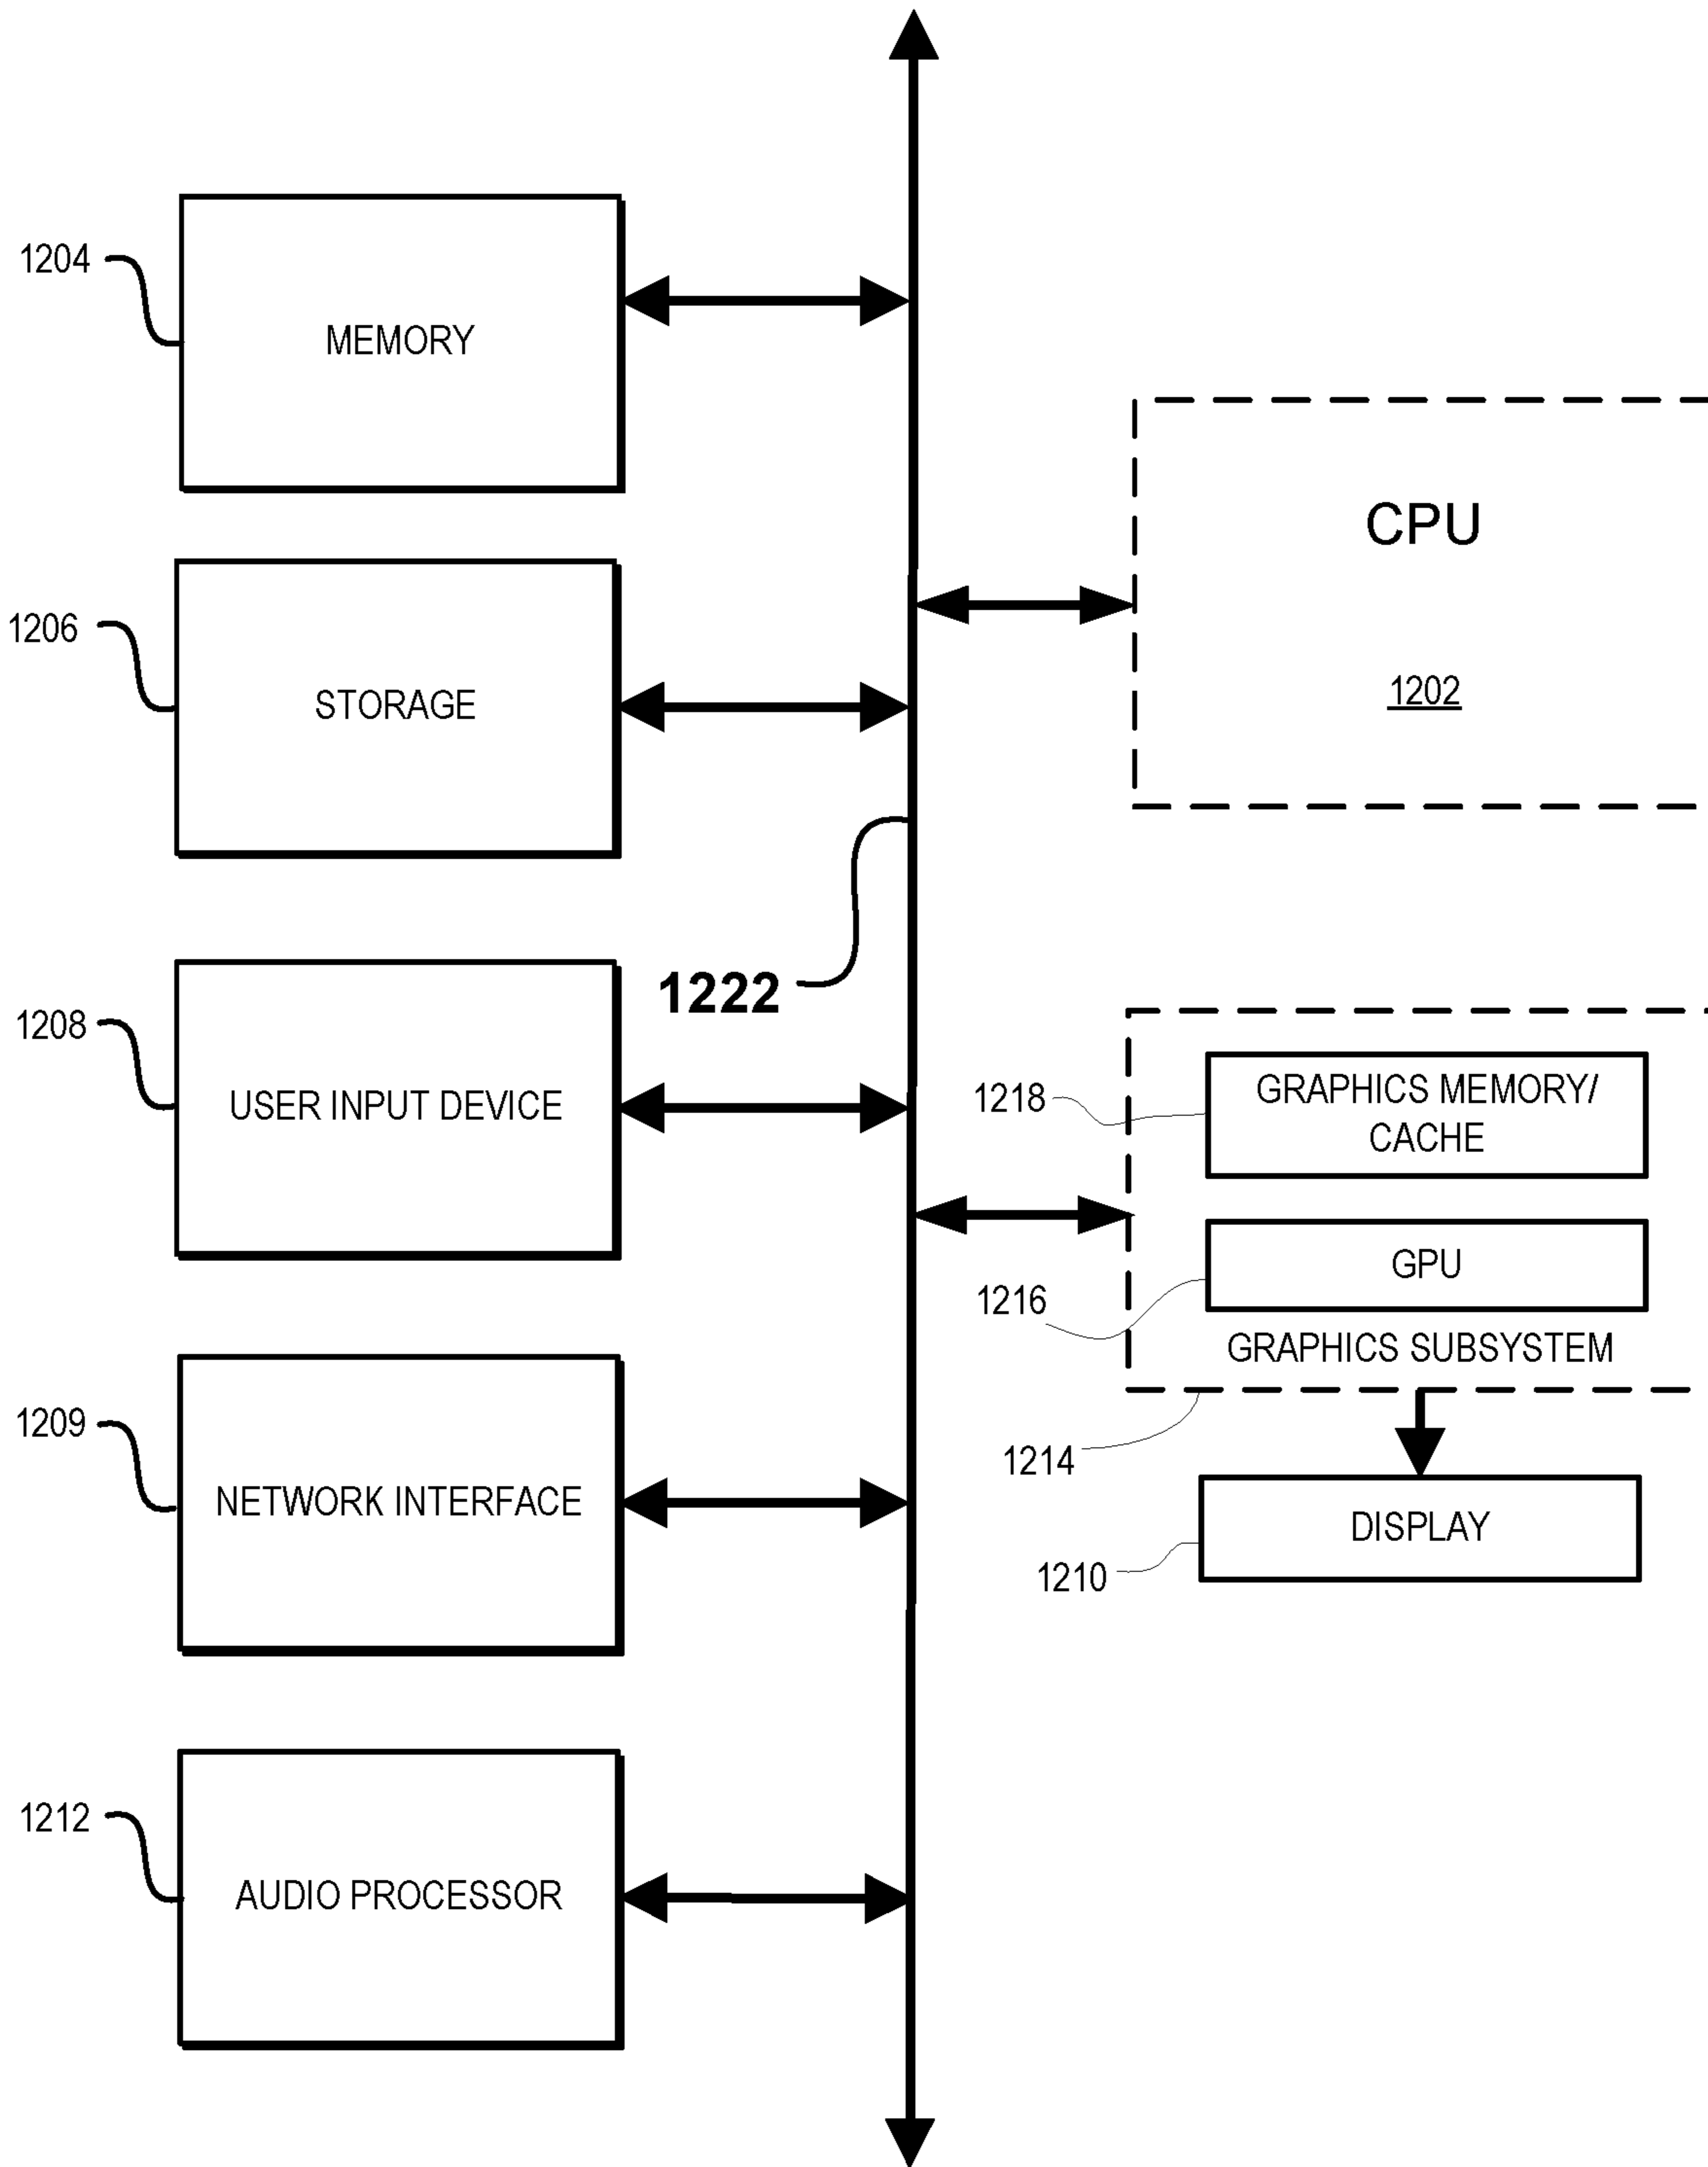 1204
MEMORY
CPU
1202
1206
STORAGE
1222
1208
USER INPUT DEVICE
1218
GRAPHICS MEMORY/
CACHE
1216
GPU
GRAPHICS SUBSYSTEM
1214
1209
NETWORK INTERFACE
1210
DISPLAY
1212
AUDIO PROCESSOR